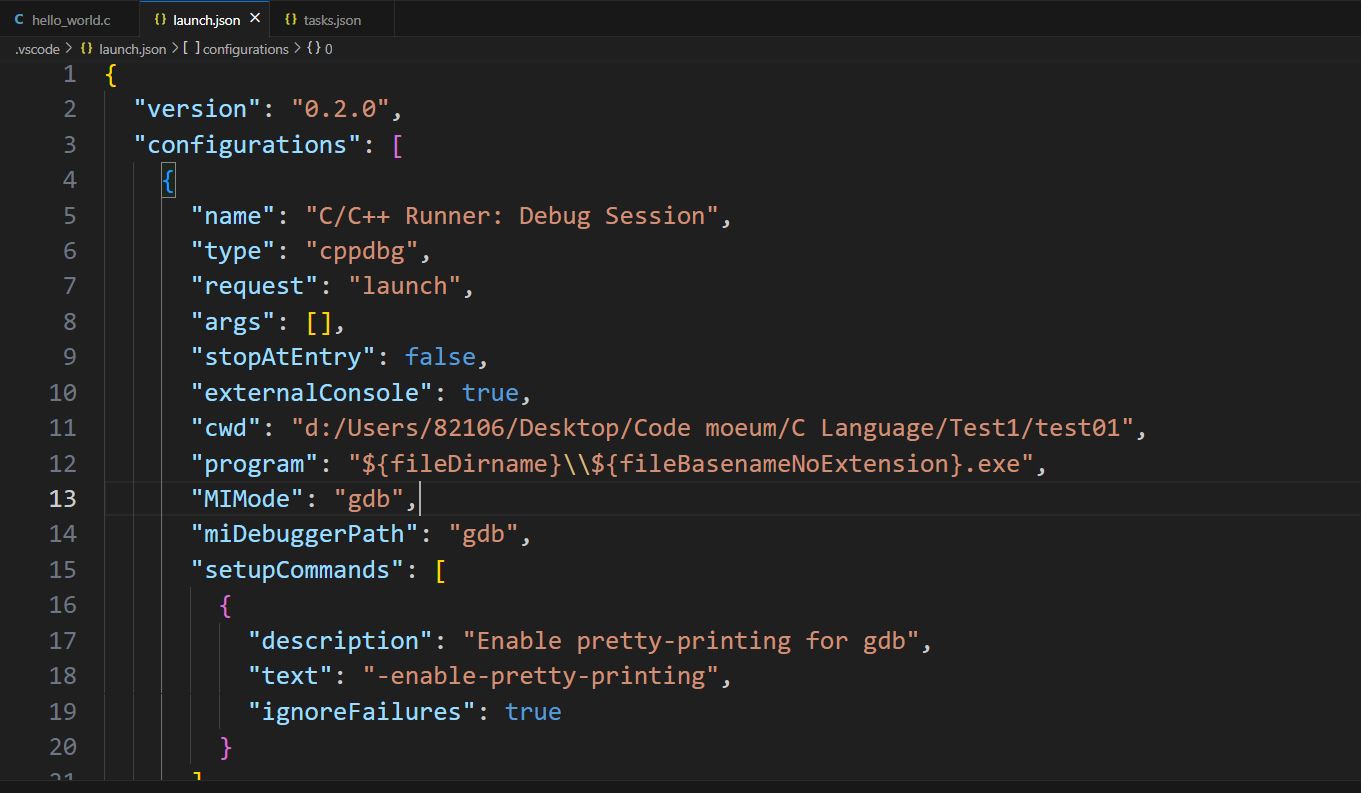 C hello_world.c {} launch.json × {} tasks.json
.vscode > {} launch.json > [ ] configurations > {} 0
1 {
2 "version": "0.2.0",
3 "configurations": [
4 {
5 "name": "C/C++ Runner: Debug Session",
6 "type": "cppdbg",
7 "request": "launch",
8 "args": [],
9 "stopAtEntry": false,
10 "externalConsole": true,
11 "cwd": "d:/Users/82106/Desktop/Code moeum/C Language/Test1/test01",
12 "program": "${fileDirname}\\${fileBasenameNoExtension}.exe",
13 "MIMode": "gdb",
14 "miDebuggerPath": "gdb",
15 "setupCommands": [
16 {
17 "description": "Enable pretty-printing for gdb",
18 "text": "-enable-pretty-printing",
19 "ignoreFailures": true
20 }
21 ]